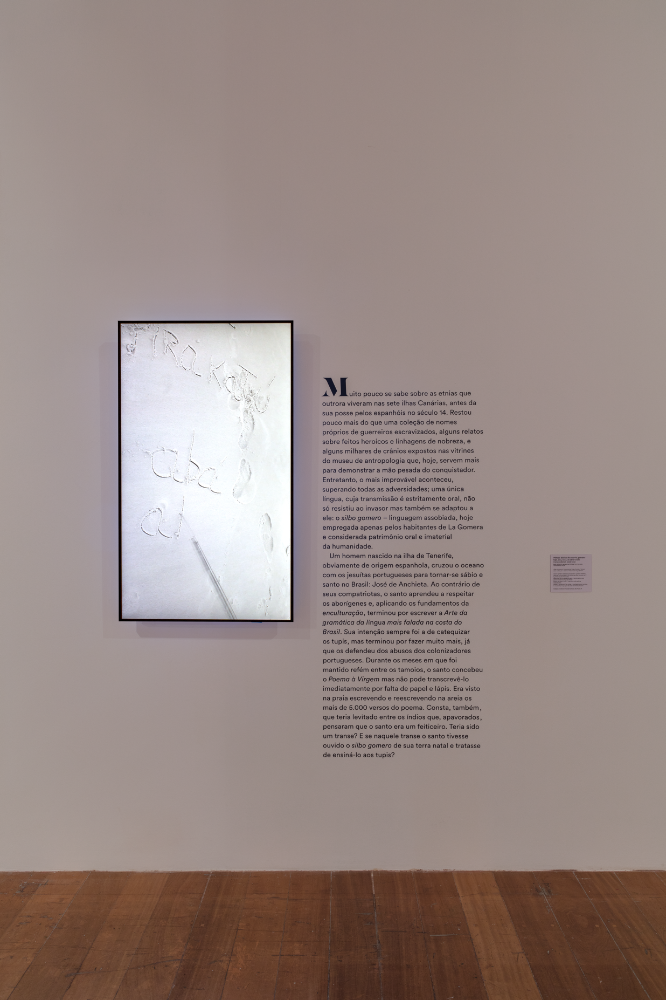 abá
Muito pouco se sabe sobre as etnias que
outrora viveram nas sete ilhas Canárias, antes da
sua posse pelos espanhóis no século 14. Restou
pouco mais do que uma coleção de nomes
próprios de guerreiros escravizados, alguns relatos
sobre feitos heroicos e linhagens de nobreza, e
alguns milhares de crânios expostos nas vitrines
do museu de antropologia que, hoje, servem mais
para demonstrar a mão pesada do conquistador.
Entretanto, o mais improvável aconteceu,
superando todas as adversidades; uma única
língua, cuja transmissão é estritamente oral, não
só resistiu ao invasor mas também se adaptou a
ele: o silbo gomero – linguagem assobiada, hoje
empregada apenas pelos habitantes de La Gomera
e considerada patrimônio oral e imaterial
da humanidade.
Um homem nascido na ilha de Tenerife,
obviamente de origem espanhola, cruzou o oceano
com os jesuítas portugueses para tornar-se sábio e
santo no Brasil: José de Anchieta. Ao contrário de
seus compatriotas, o santo aprendeu a respeitar
os aborígenes e, aplicando os fundamentos da
enculturação, terminou por escrever a Arte da
gramática da língua mais falada na costa do
Brasil. Sua intenção sempre foi a de catequizar
os tupis, mas terminou por fazer muito mais, já
que os defendeu dos abusos dos colonizadores
portugueses. Durante os meses em que foi
mantido refém entre os tamoios, o santo concebeu
o Poema à Virgem mas não pode transcrevê-lo
imediatamente por falta de papel e lápis. Era visto
na praia escrevendo e reescrevendo na areia os
mais de 5.000 versos do poema. Consta, também,
que teria levitado entre os índios que, apavorados,
pensaram que o santo era um feiticeiro. Teria sido
um transe? E se naquele transe o santo tivesse
ouvido o silbo gomero de sua terra natal e tratasse
de ensiná-lo aos tupis?